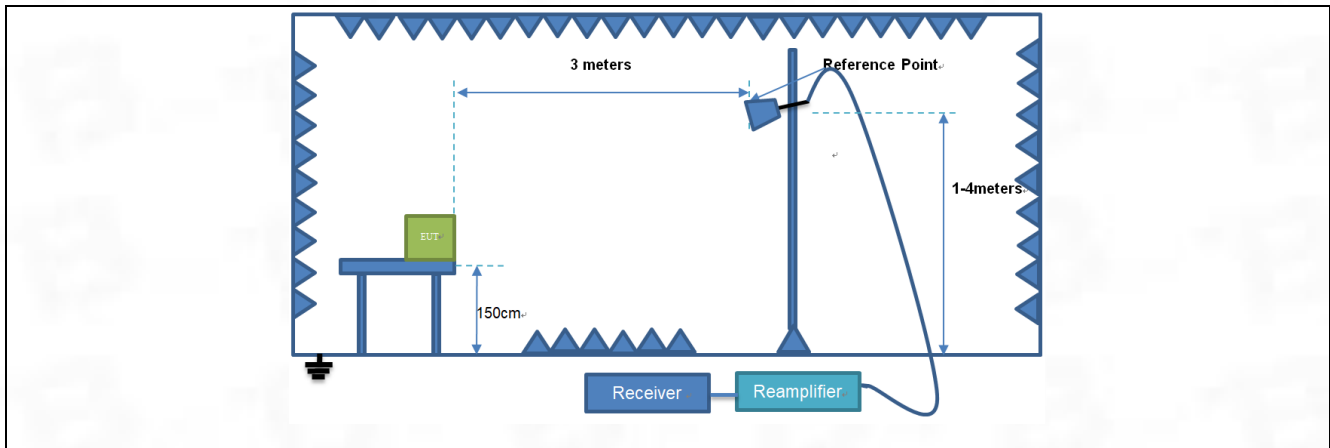 3 meters
Reference Point
1-4meters
EUT
150cm
Receiver
Reamplifier